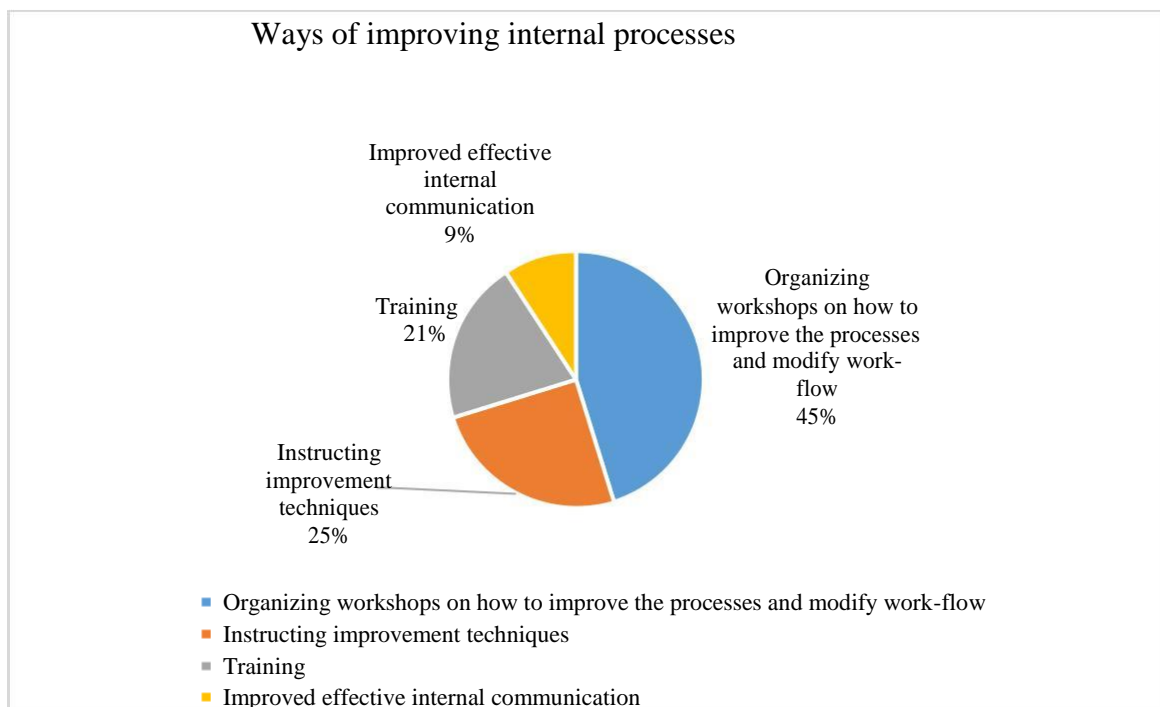 Ways of improving internal processes
Improved effective
internal
communication
9%
Organizing
workshops on how to
improve the processes
and modify work-
flow
45%
Training
21%
Instructing
improvement
techniques
25%
Organizing workshops on how to improve the processes and modify work-flow
Instructing improvement techniques
Training
Improved effective internal communication